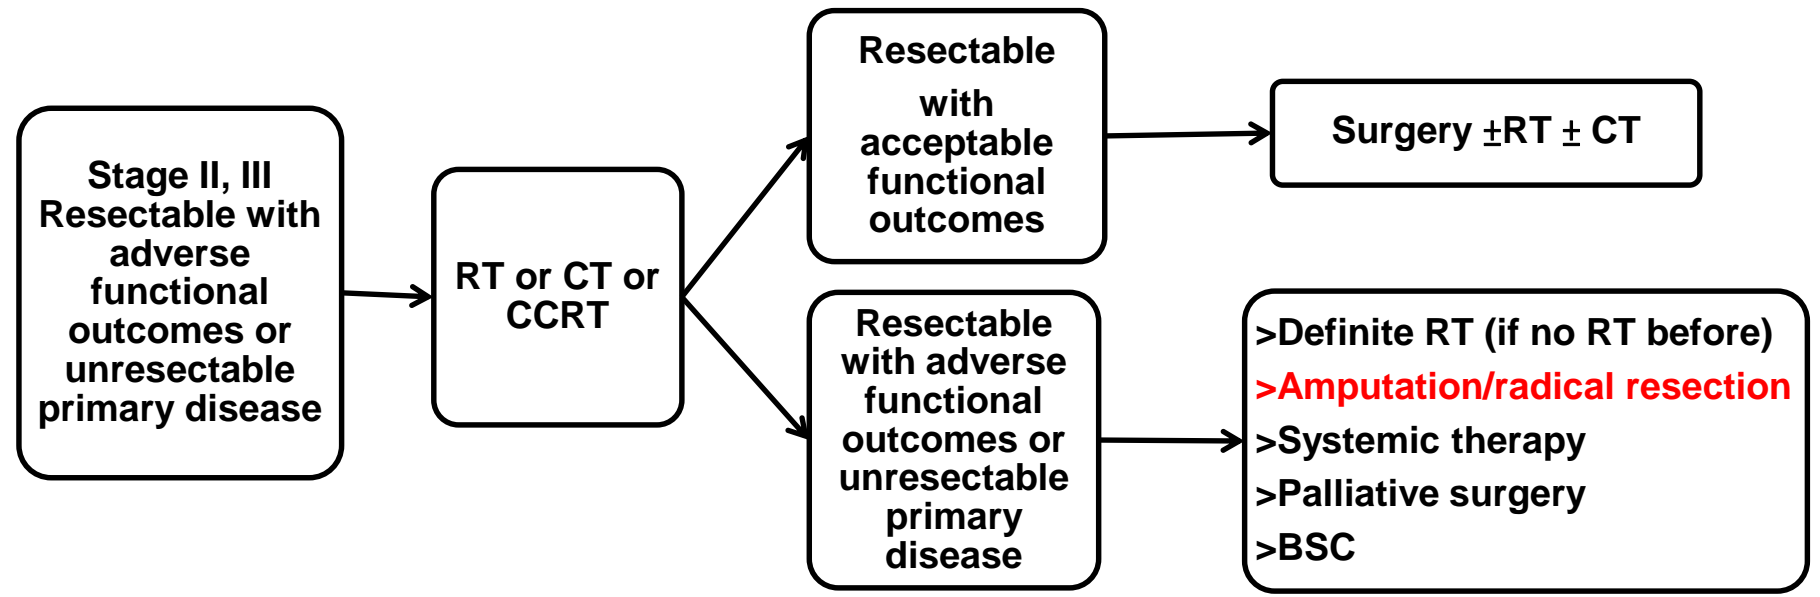 Stage II, III
Resectable with
adverse
functional
outcomes or
unresectable
primary disease
RT or CT or
CCRT
Resectable
with
acceptable
functional
outcomes
Surgery ±RT ± CT
Resectable
with adverse
functional
outcomes or
unresectable
primary
disease
>Definite RT (if no RT before)
>Amputation/radical resection
>Systemic therapy
>Palliative surgery
>BSC